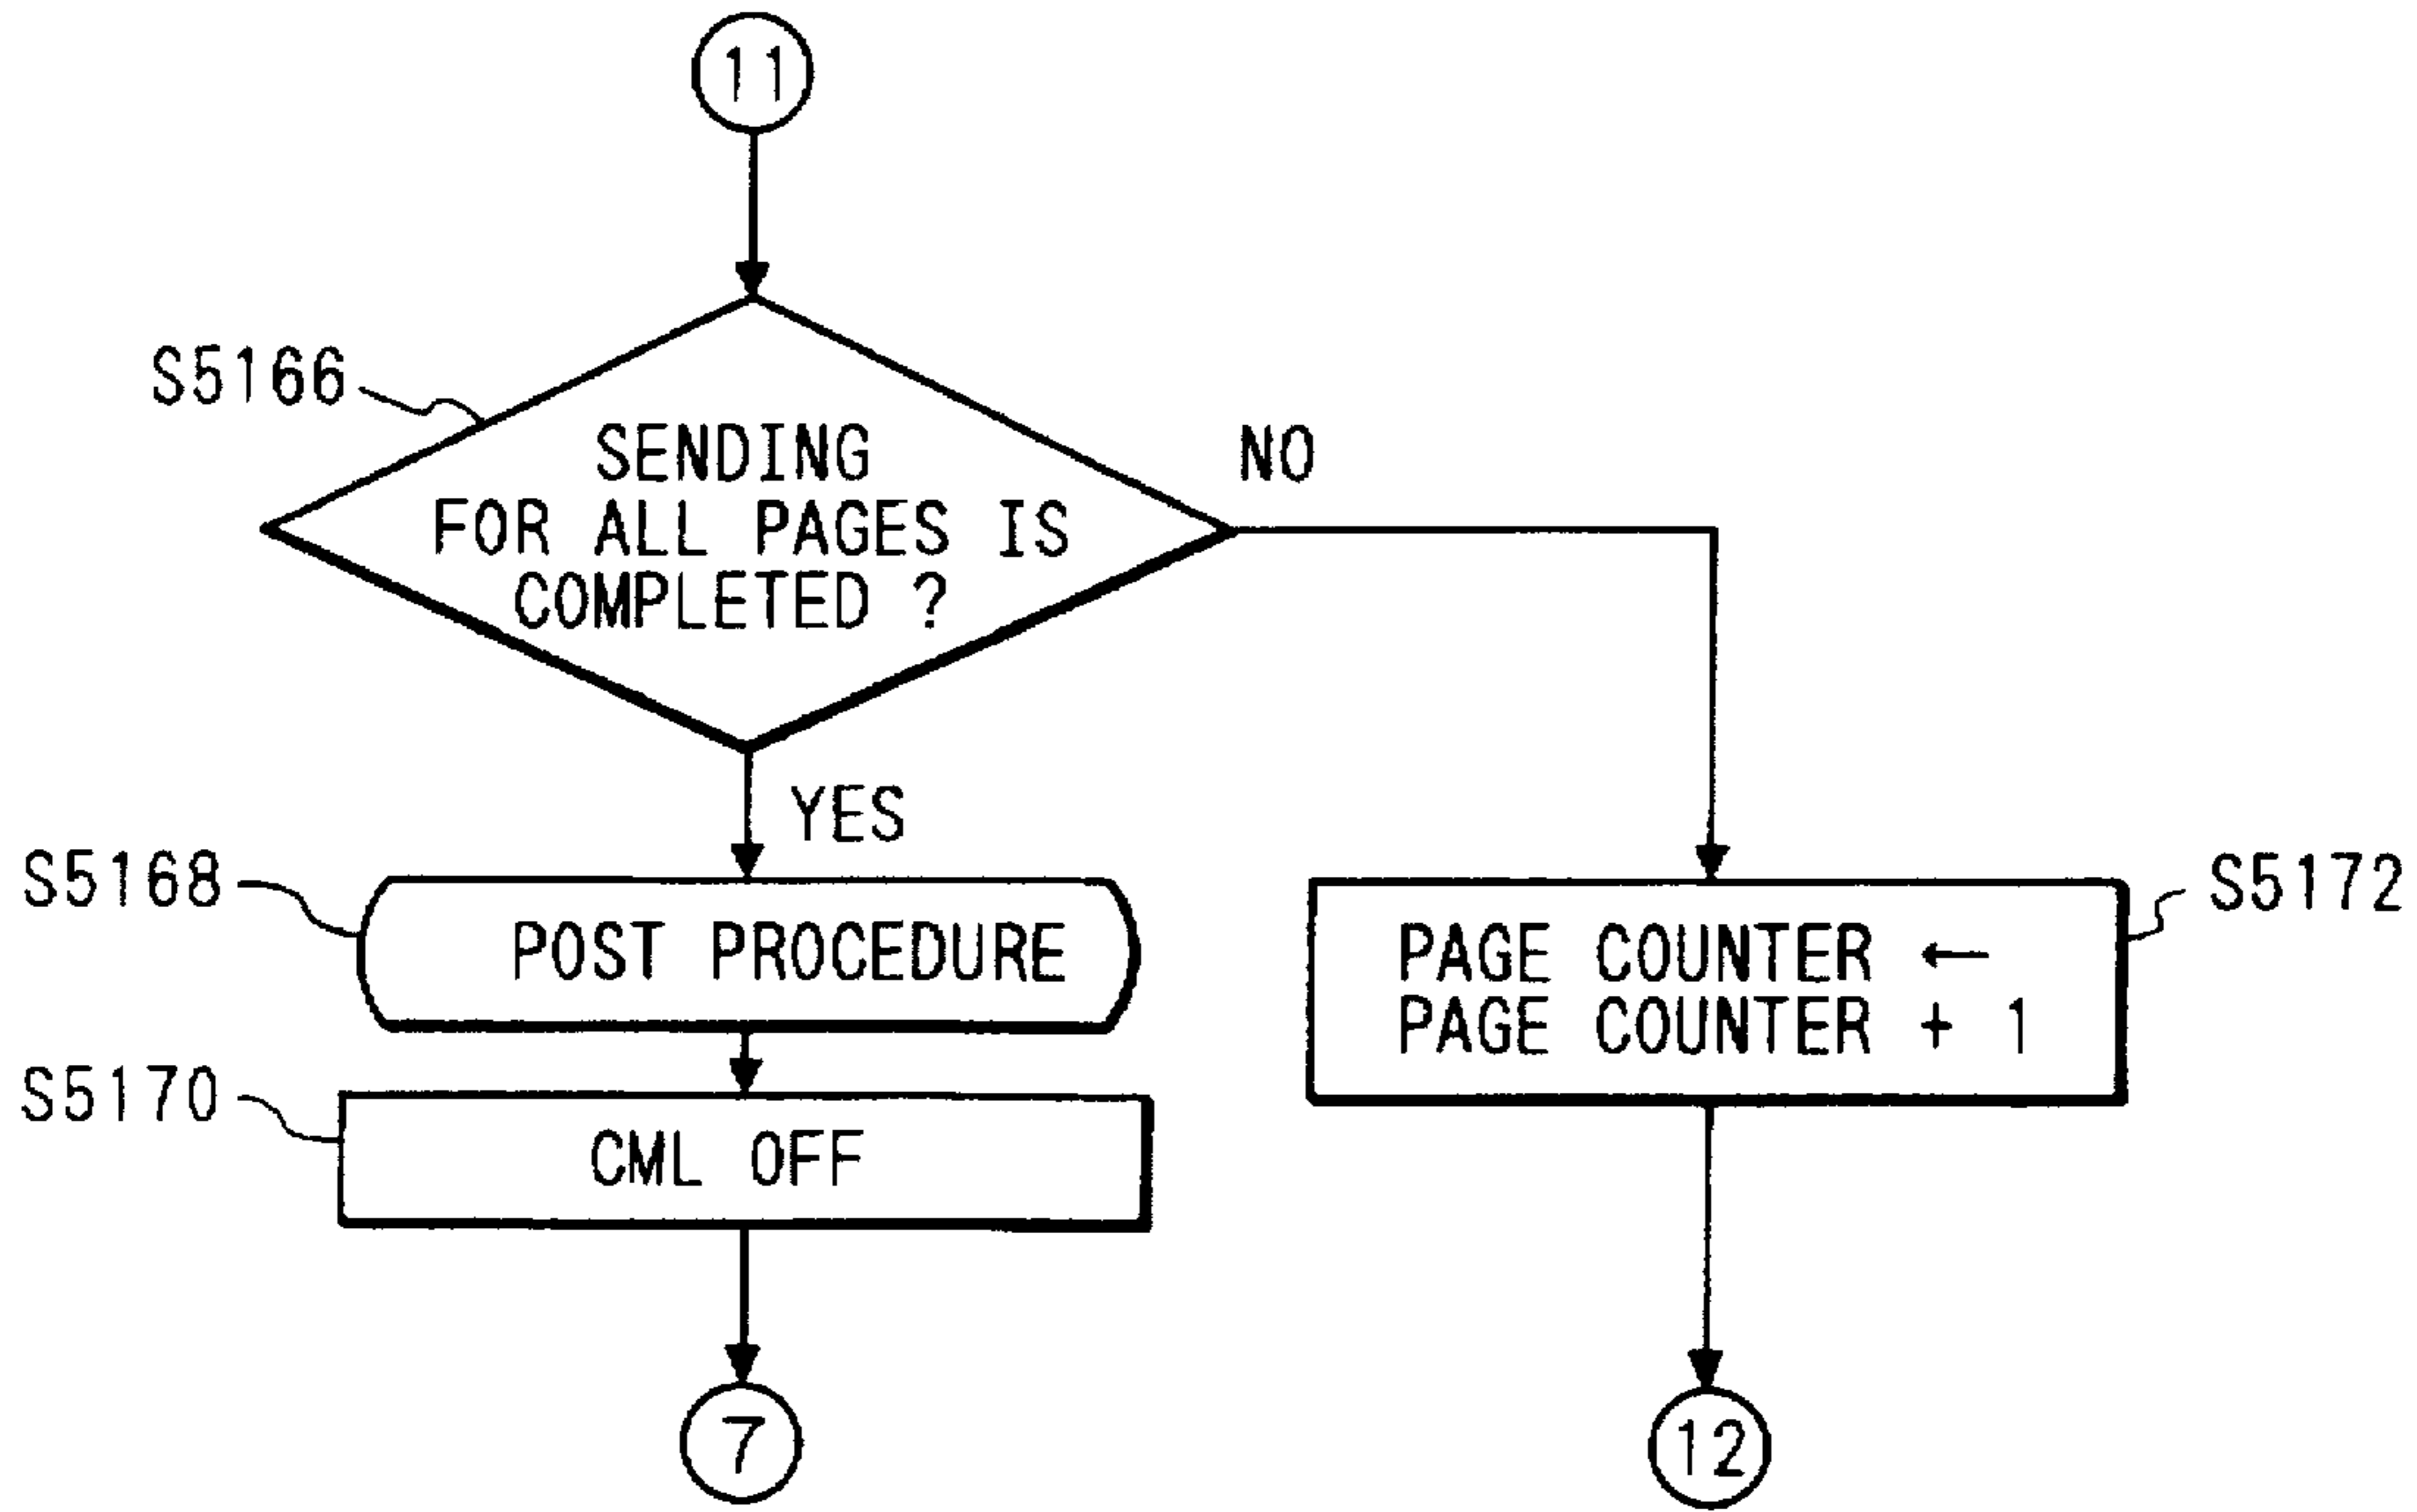 11
S5166
SENDING
FOR ALL PAGES IS
COMPLETED ?
NO
YES
S5168
POST PROCEDURE
S5172
PAGE COUNTER ←
PAGE COUNTER + 1
S5170
CML OFF
7
12